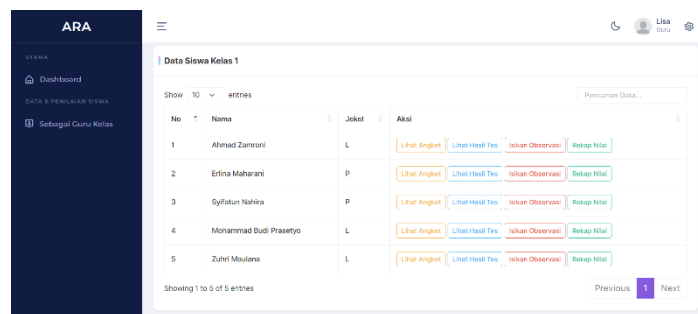 ARA
Lisa
Guru
UTAMA
Dashboard
DATA & PENILAIAN SISWA
Sebagai Guru Kelas
Data Siswa Kelas 1
Show 10 entries
Pencarian Data...
No Nama Jekel Aksi
1 Ahmad Zamroni L Lihat Angket Lihat Hasil Tes Isikan Observasi Rekap Nilai
2 Erlina Maharani P Lihat Angket Lihat Hasil Tes Isikan Observasi Rekap Nilai
3 Syifatun Nahira P Lihat Angket Lihat Hasil Tes Isikan Observasi Rekap Nilai
4 Mohammad Budi Prasetyo L Lihat Angket Lihat Hasil Tes Isikan Observasi Rekap Nilai
5 Zuhri Maulana L Lihat Angket Lihat Hasil Tes Isikan Observasi Rekap Nilai
Showing 1 to 5 of 5 entries
Previous 1 Next